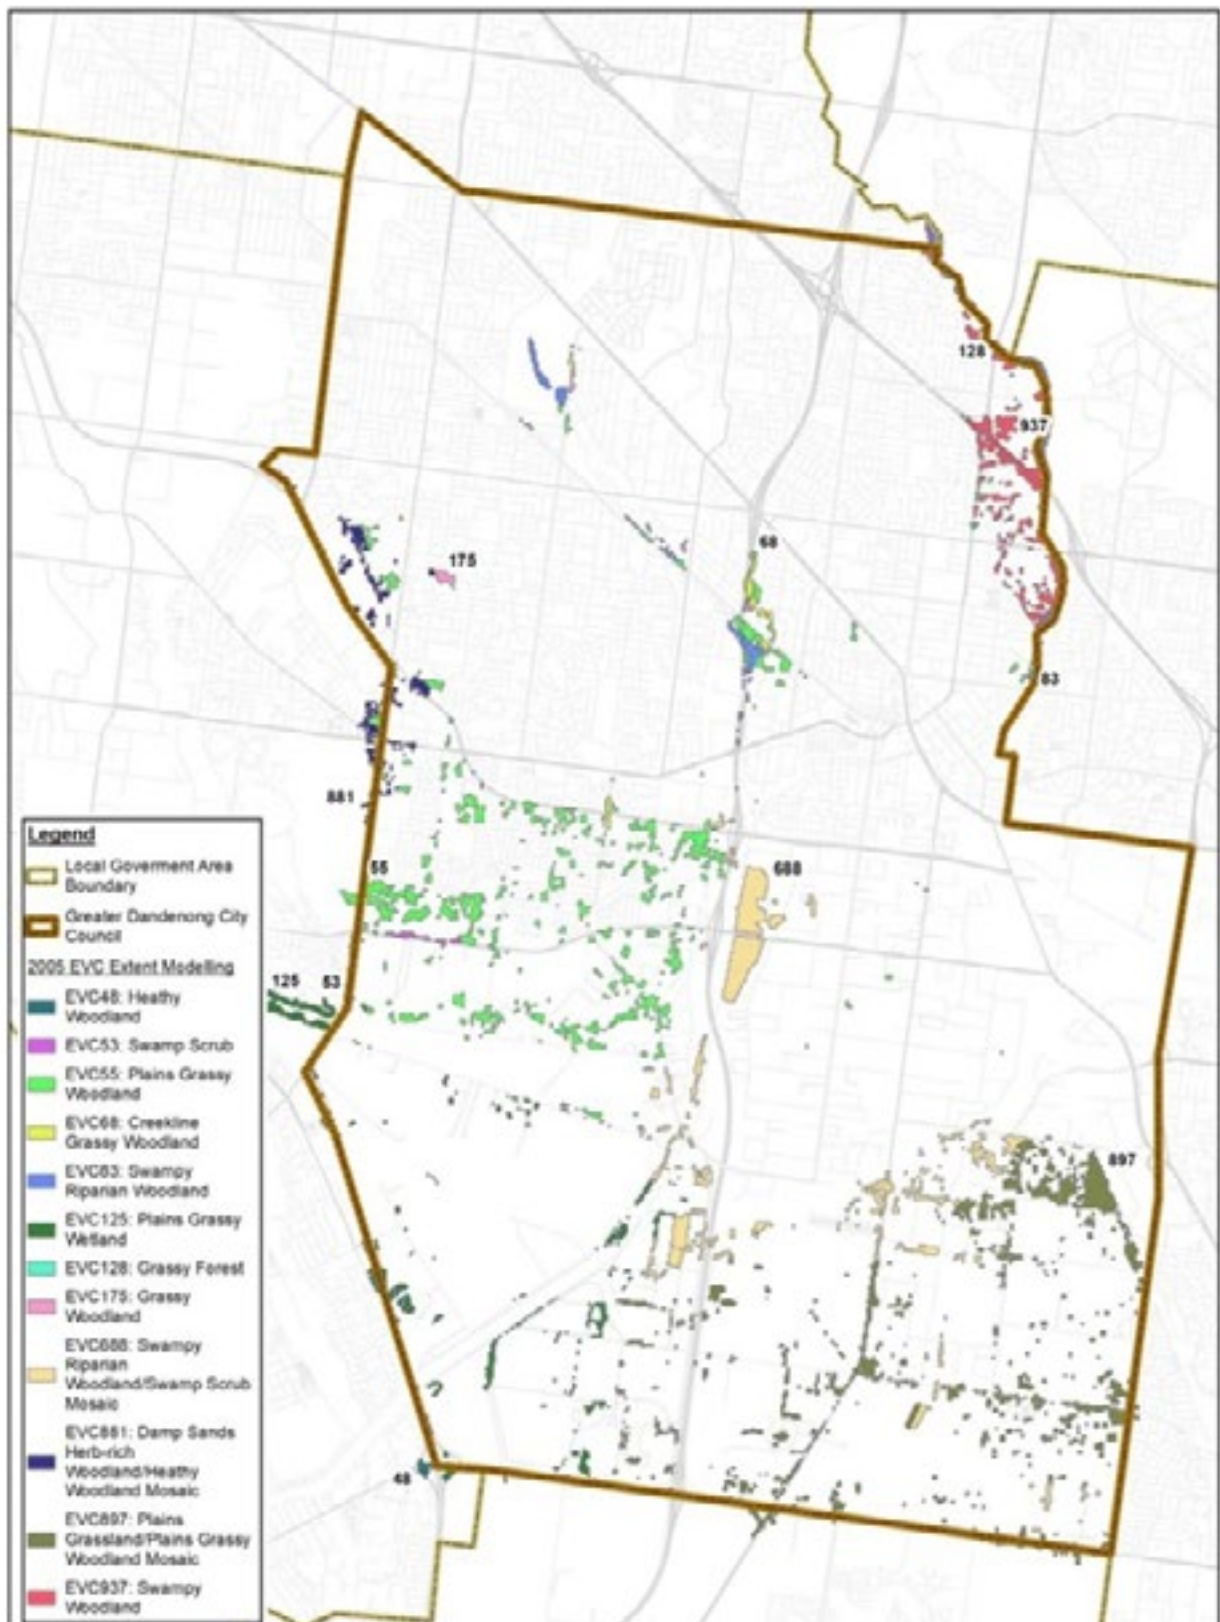 128
937
68
175
83
881
55
688
125
53
897
48
Legend
Local Goverment Area
Boundary
Greater Dandenong City
Council
2005 EVC Extent Modelling
EVC48: Heathy
Woodland
EVC53: Swamp Scrub
EVC55: Plains Grassy
Woodland
EVC68: Creekline
Grassy Woodland
EVC83: Swampy
Riparian Woodland
EVC125: Plains Grassy
Wetland
EVC128: Grassy Forest
EVC175: Grassy
Woodland
EVC688: Swampy
Riparian
Woodland/Swamp Scrub
Mosaic
EVC881: Damp Sands
Herb-rich
Woodland/Heathy
Woodland Mosaic
EVC897: Plains
Grassland/Plains Grassy
Woodland Mosaic
EVC937: Swampy
Woodland